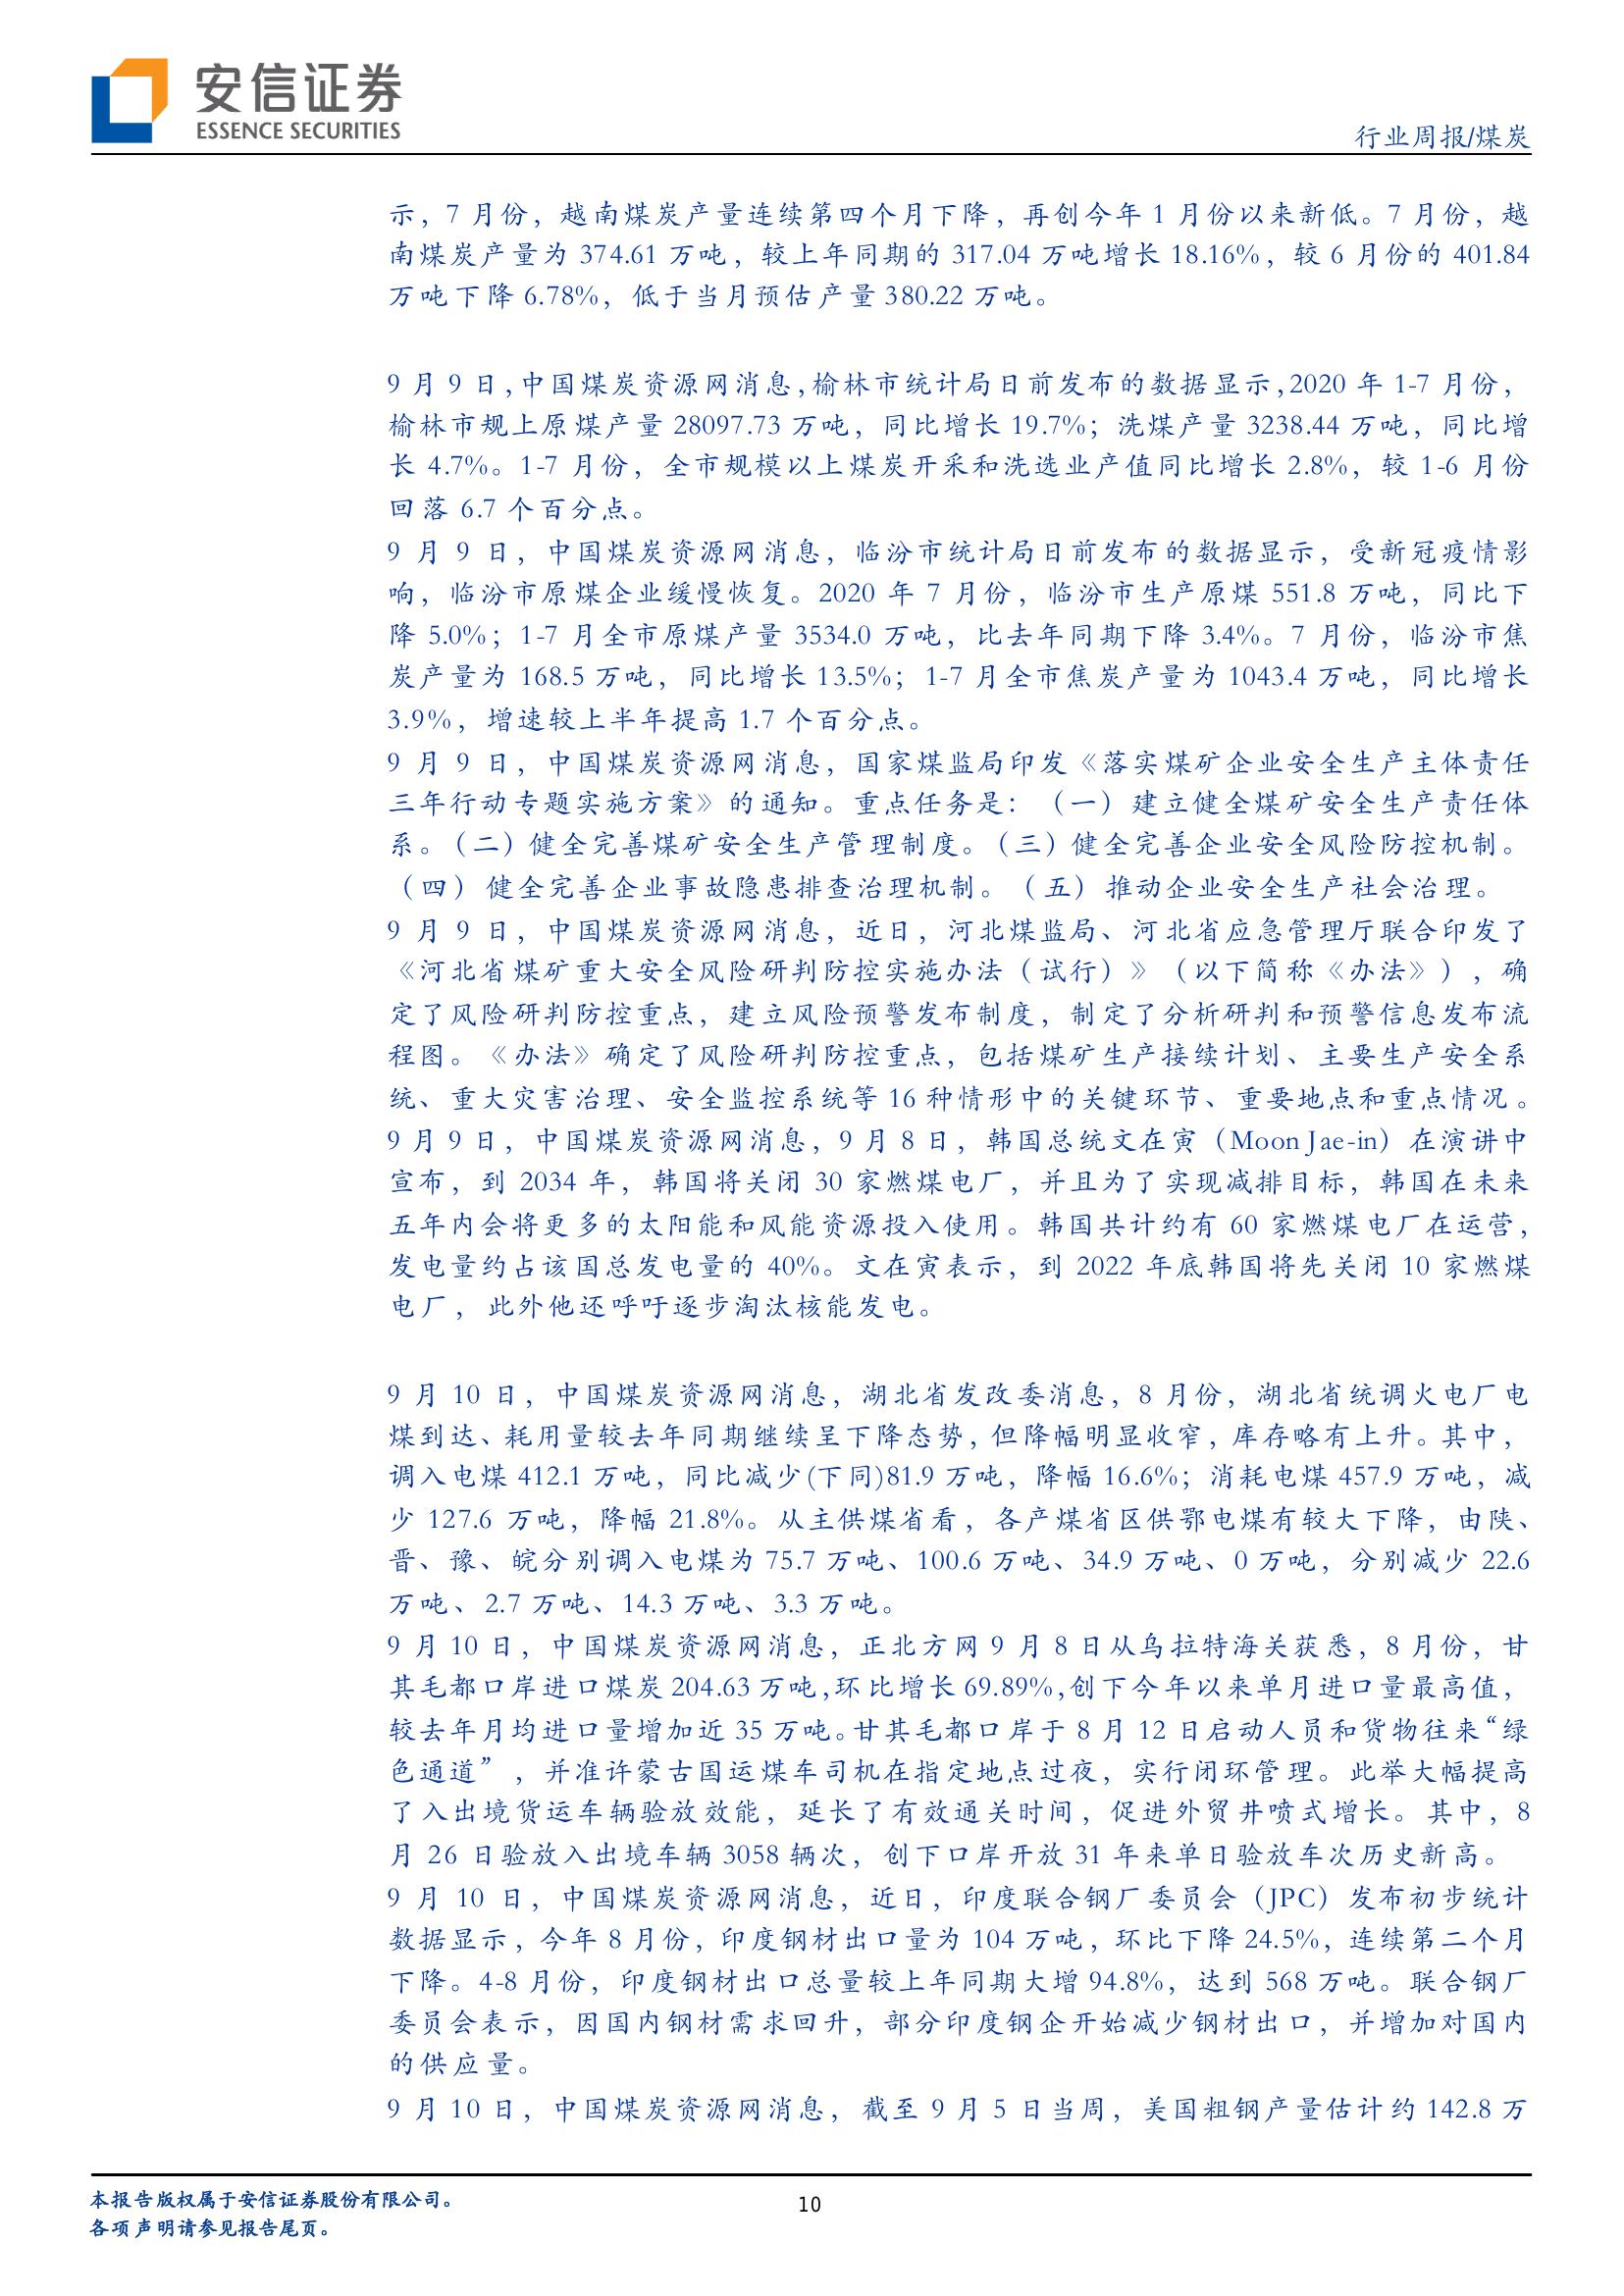 安信证券
ESSENCE SECURITIES
行业周报/煤炭
示，7 月份，越南煤炭产量连续第四个月下降，再创今年 1 月份以来新低。7 月份，越
南煤炭产量为 374.61 万吨，较上年同期的 317.04 万吨增长 18.16%，较 6 月份的 401.84
万吨下降 6.78%，低于当月预估产量 380.22 万吨。
9 月 9 日,中国煤炭资源网消息,榆林市统计局日前发布的数据显示,2020 年 1-7 月份，
榆林市规上原煤产量 28097.73 万吨，同比增长 19.7%；洗煤产量 3238.44 万吨，同比增
长 4.7%。1-7 月份，全市规模以上煤炭开采和洗选业产值同比增长 2.8%，较 1-6 月份
回落 6.7 个百分点。
9 月 9 日，中国煤炭资源网消息，临汾市统计局日前发布的数据显示，受新冠疫情影
响，临汾市原煤企业缓慢恢复。2020 年 7 月份，临汾市生产原煤 551.8 万吨，同比下
降 5.0%；1-7 月全市原煤产量 3534.0 万吨，比去年同期下降 3.4%。7 月份，临汾市焦
炭产量为 168.5 万吨，同比增长 13.5%；1-7 月全市焦炭产量为 1043.4 万吨，同比增长
3.9%，增速较上半年提高 1.7 个百分点。
9 月 9 日，中国煤炭资源网消息，国家煤监局印发《落实煤矿企业安全生产主体责任
三年行动专题实施方案》的通知。重点任务是：（一）建立健全煤矿安全生产责任体
系。（二）健全完善煤矿安全生产管理制度。（三）健全完善企业安全风险防控机制。
（四）健全完善企业事故隐患排查治理机制。（五）推动企业安全生产社会治理。
9 月 9 日，中国煤炭资源网消息，近日，河北煤监局、河北省应急管理厅联合印发了
《河北省煤矿重大安全风险研判防控实施办法（试行）》（以下简称《办法》），确
定了风险研判防控重点，建立风险预警发布制度，制定了分析研判和预警信息发布流
程图。《办法》确定了风险研判防控重点，包括煤矿生产接续计划、主要生产安全系
统、重大灾害治理、安全监控系统等 16 种情形中的关键环节、重要地点和重点情况。
9 月 9 日，中国煤炭资源网消息，9 月 8 日，韩国总统文在寅（Moon Jae-in）在演讲中
宣布，到 2034 年，韩国将关闭 30 家燃煤电厂，并且为了实现减排目标，韩国在未来
五年内会将更多的太阳能和风能资源投入使用。韩国共计约有 60 家燃煤电厂在运营，
发电量约占该国总发电量的 40%。文在寅表示，到 2022 年底韩国将先关闭 10 家燃煤
电厂，此外他还呼吁逐步淘汰核能发电。
9 月 10 日，中国煤炭资源网消息，湖北省发改委消息，8 月份，湖北省统调火电厂电
煤到达、耗用量较去年同期继续呈下降态势，但降幅明显收窄，库存略有上升。其中，
调入电煤 412.1 万吨，同比减少(下同)81.9 万吨，降幅 16.6%；消耗电煤 457.9 万吨，减
少 127.6 万吨，降幅 21.8%。从主供煤省看，各产煤省区供鄂电煤有较大下降，由陕、
晋、豫、皖分别调入电煤为 75.7 万吨、100.6 万吨、34.9 万吨、0 万吨，分别减少 22.6
万吨、2.7 万吨、14.3 万吨、3.3 万吨。
9 月 10 日，中国煤炭资源网消息，正北方网 9 月 8 日从乌拉特海关获悉，8 月份，甘
其毛都口岸进口煤炭 204.63 万吨,环比增长 69.89%,创下今年以来单月进口量最高值，
较去年月均进口量增加近 35 万吨。甘其毛都口岸于 8 月 12 日启动人员和货物往来“绿
色通道”，并准许蒙古国运煤车司机在指定地点过夜，实行闭环管理。此举大幅提高
了入出境货运车辆验放效能，延长了有效通关时间，促进外贸井喷式增长。其中，8
月 26 日验放入出境车辆 3058 辆次，创下口岸开放 31 年来单日验放车次历史新高。
9 月 10 日，中国煤炭资源网消息，近日，印度联合钢厂委员会（JPC）发布初步统计
数据显示，今年 8 月份，印度钢材出口量为 104 万吨，环比下降 24.5%，连续第二个月
下降。4-8 月份，印度钢材出口总量较上年同期大增 94.8%，达到 568 万吨。联合钢厂
委员会表示，因国内钢材需求回升，部分印度钢企开始减少钢材出口，并增加对国内
的供应量。
9 月 10 日，中国煤炭资源网消息，截至 9 月 5 日当周，美国粗钢产量估计约 142.8 万
本报告版权属于安信证券股份有限公司。
各项声明请参见报告尾页。
10